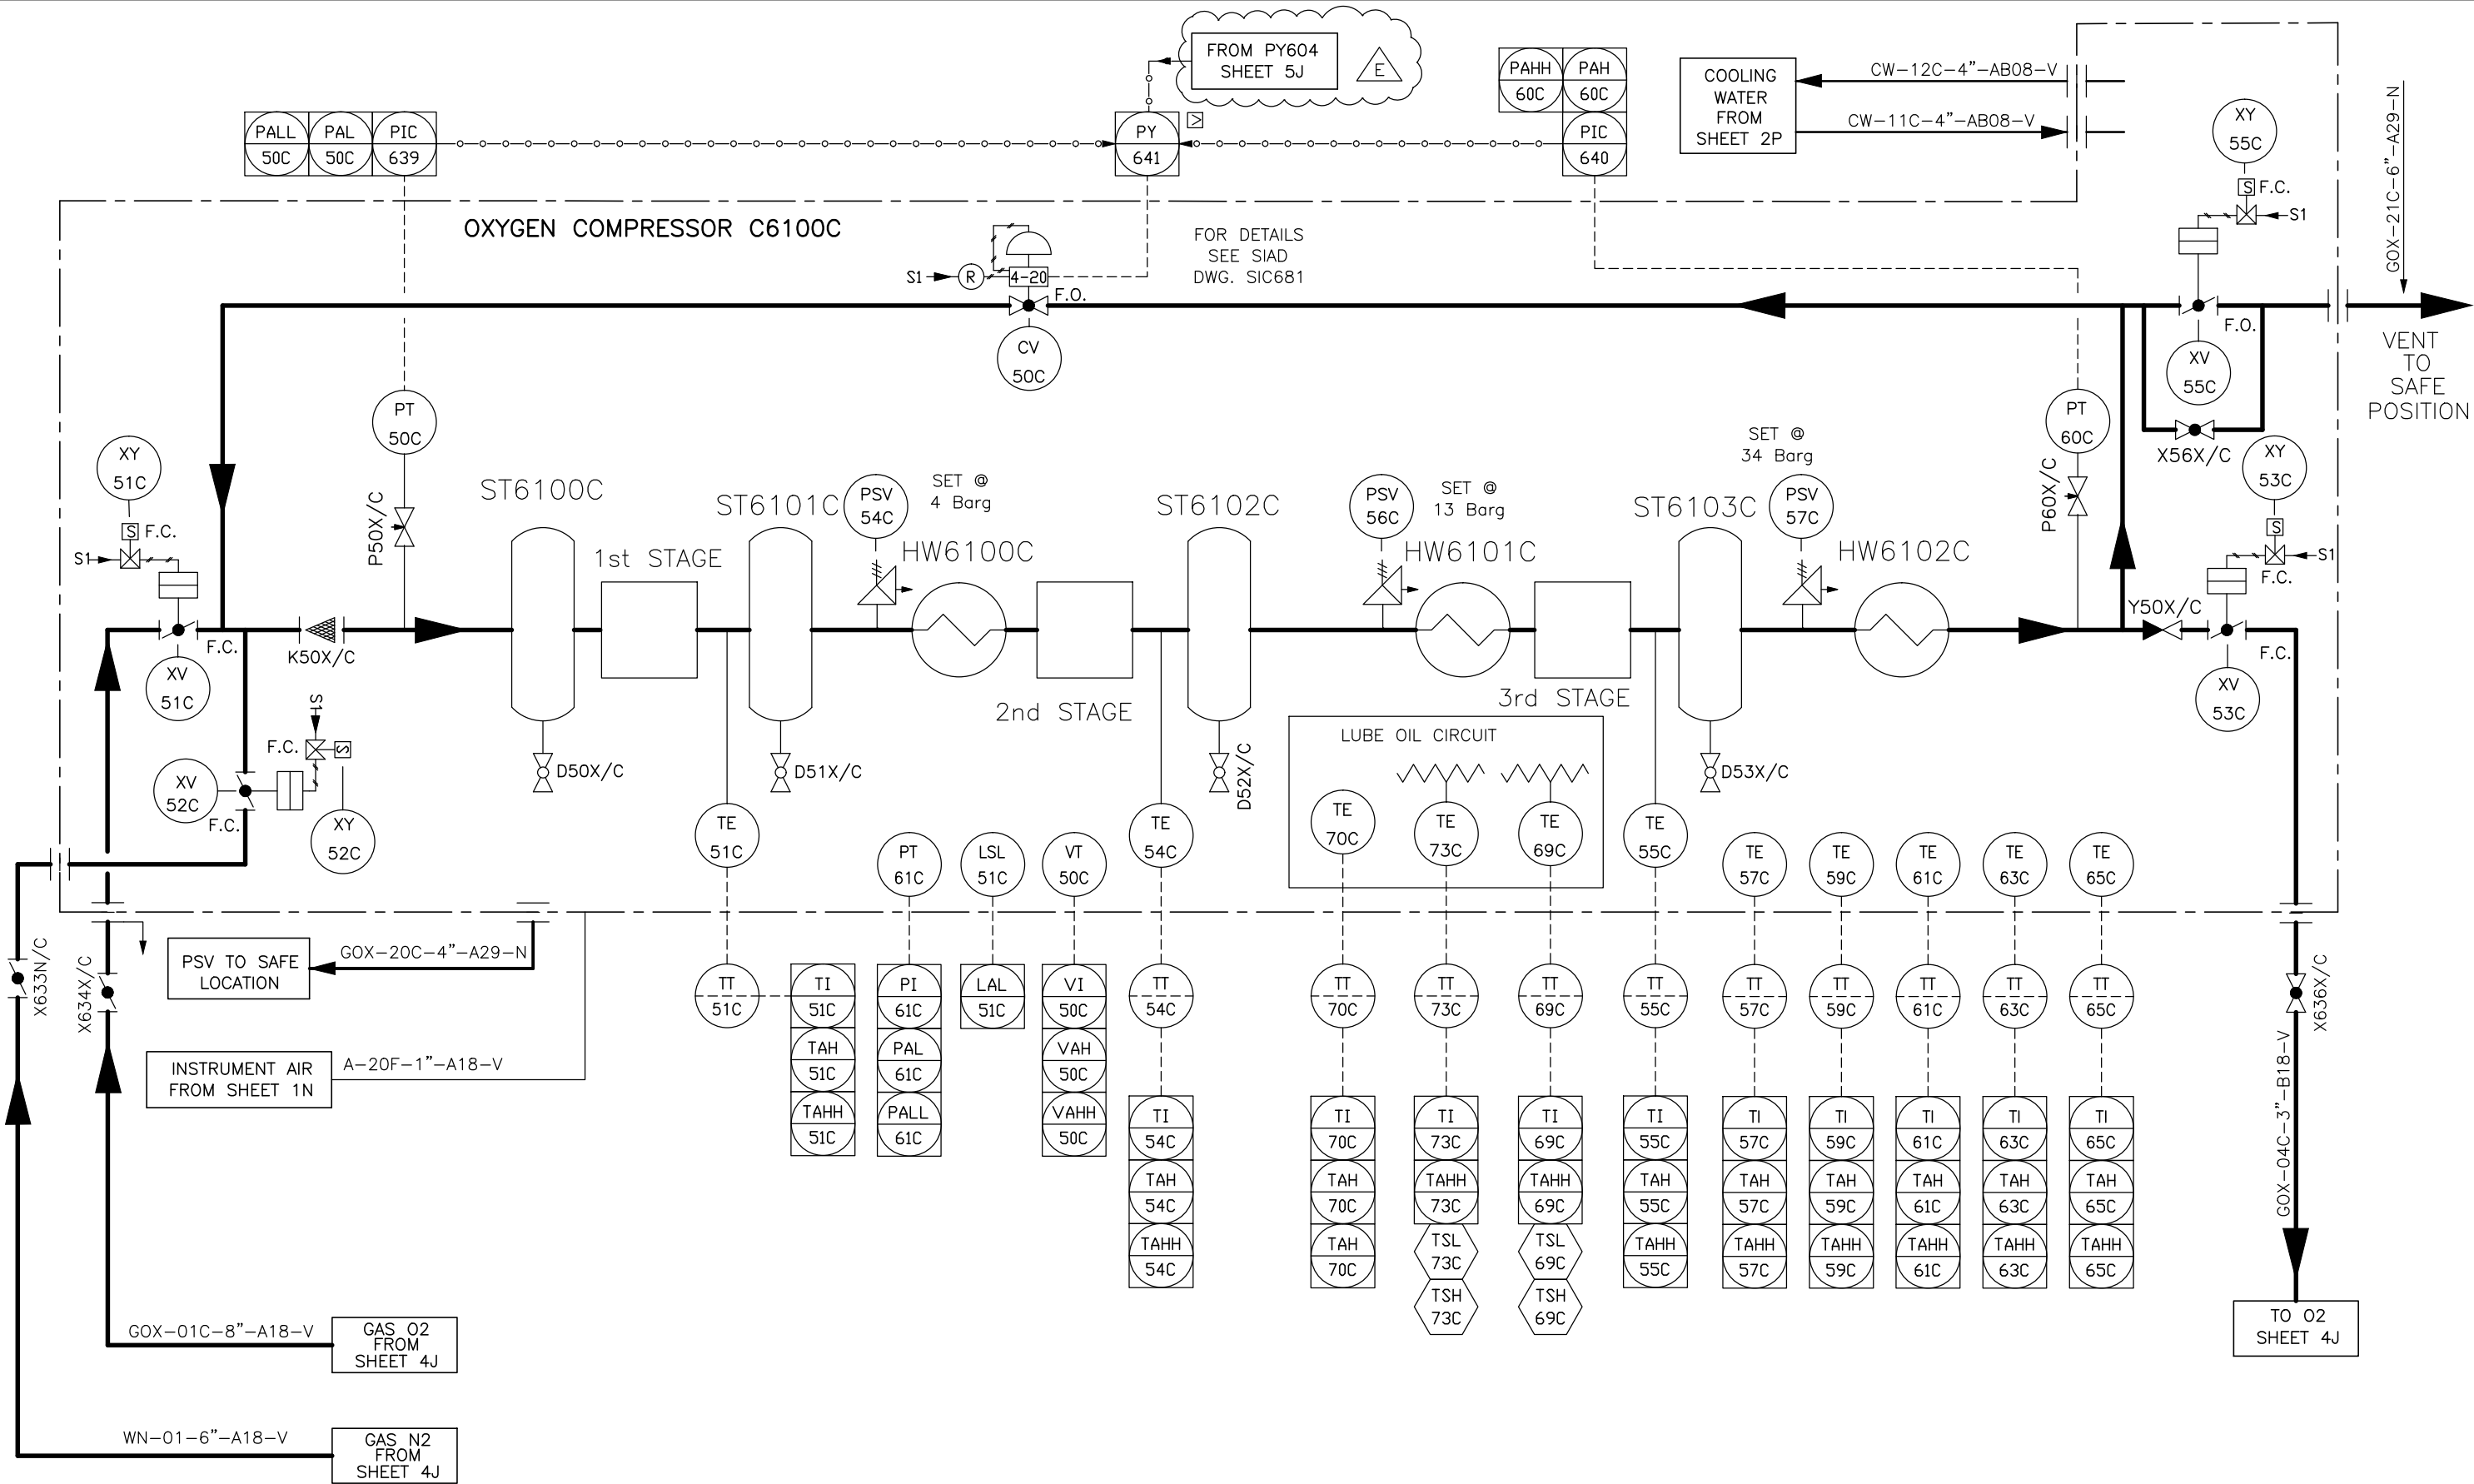 FROM PY604
SHEET 5J
E
PAHH
60C
PAH
60C
PIC
640
COOLING
WATER
FROM
SHEET 2P
CW-12C-4"-AB08-V
CW-11C-4"-AB08-V
XY
55C
S F.C.
S1
GOX-21C-6"-A29-N
PALL
50C
PAL
50C
PIC
639
PY
641
>
OXYGEN COMPRESSOR C6100C
FOR DETAILS
SEE SIAD
DWG. SIC681
S1
R
4-20
F.O.
CV
50C
F.O.
XV
55C
VENT
TO
SAFE
POSITION
X56X/C
XY
53C
S
S1
F.C.
PT
50C
P50X/C
PT
60C
P60X/C
XY
51C
S F.C.
S1
F.C.
XV
51C
K50X/C
ST6100C
1st STAGE
ST6101C
PSV
54C
SET @
4 Barg
HW6100C
2nd STAGE
ST6102C
PSV
56C
SET @
13 Barg
HW6101C
3rd STAGE
ST6103C
SET @
34 Barg
PSV
57C
HW6102C
Y50X/C
F.C.
XV
53C
S1
F.C.
S
XV
52C
F.C.
XY
52C
D50X/C
D51X/C
D52X/C
D53X/C
LUBE OIL CIRCUIT
TE
70C
TE
73C
TE
69C
TE
51C
PT
61C
LSL
51C
VT
50C
TE
54C
TE
55C
TE
57C
TE
59C
TE
61C
TE
63C
TE
65C
X633N/C
X634X/C
PSV TO SAFE
LOCATION
GOX-20C-4"-A29-N
INSTRUMENT AIR
FROM SHEET 1N
A-20F-1"-A18-V
TT
51C
TI
51C
TAH
51C
TAHH
51C
PI
61C
PAL
61C
PALL
61C
LAL
51C
VI
50C
VAH
50C
VAHH
50C
TT
54C
TI
54C
TAH
54C
TAHH
54C
TT
70C
TI
70C
TAH
70C
TAH
70C
TT
73C
TI
73C
TAHH
73C
TSL
73C
TSH
73C
TT
69C
TI
69C
TAHH
69C
TSL
69C
TSH
69C
TT
55C
TI
55C
TAH
55C
TAHH
55C
TT
57C
TI
57C
TAH
57C
TAHH
57C
TT
59C
TI
59C
TAH
59C
TAHH
59C
TT
61C
TI
61C
TAH
61C
TAHH
61C
TT
63C
TI
63C
TAH
63C
TAHH
63C
TT
65C
TI
65C
TAH
65C
TAHH
65C
X636X/C
GOX-04C-3"-B18-V
TO O2
SHEET 4J
GOX-01C-8"-A18-V
GAS O2
FROM
SHEET 4J
WN-01-6"-A18-V
GAS N2
FROM
SHEET 4J